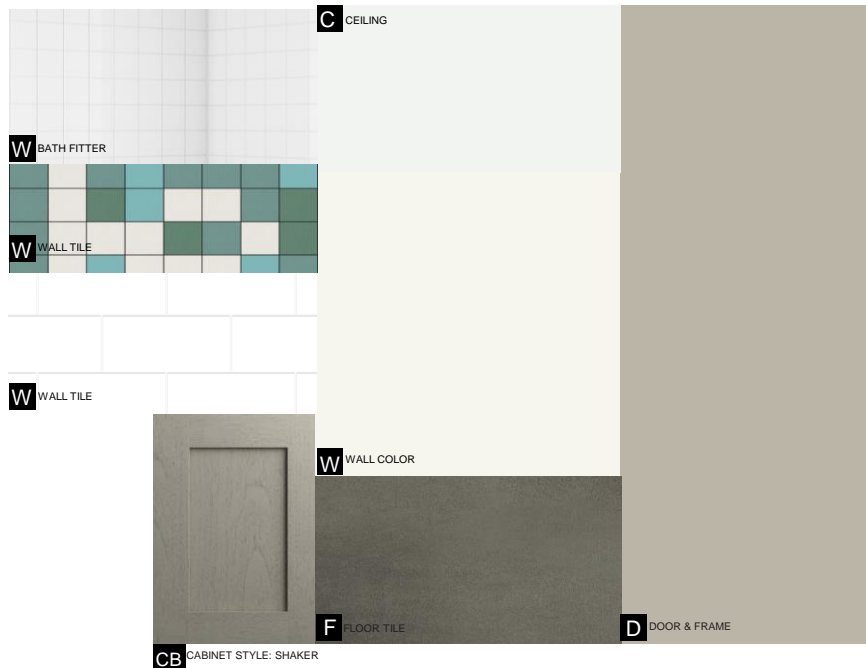 C CEILING
W BATH FITTER
W WALL TILE
W WALL TILE
W WALL COLOR
F FLOOR TILE
D DOOR & FRAME
CB CABINET STYLE: SHAKER